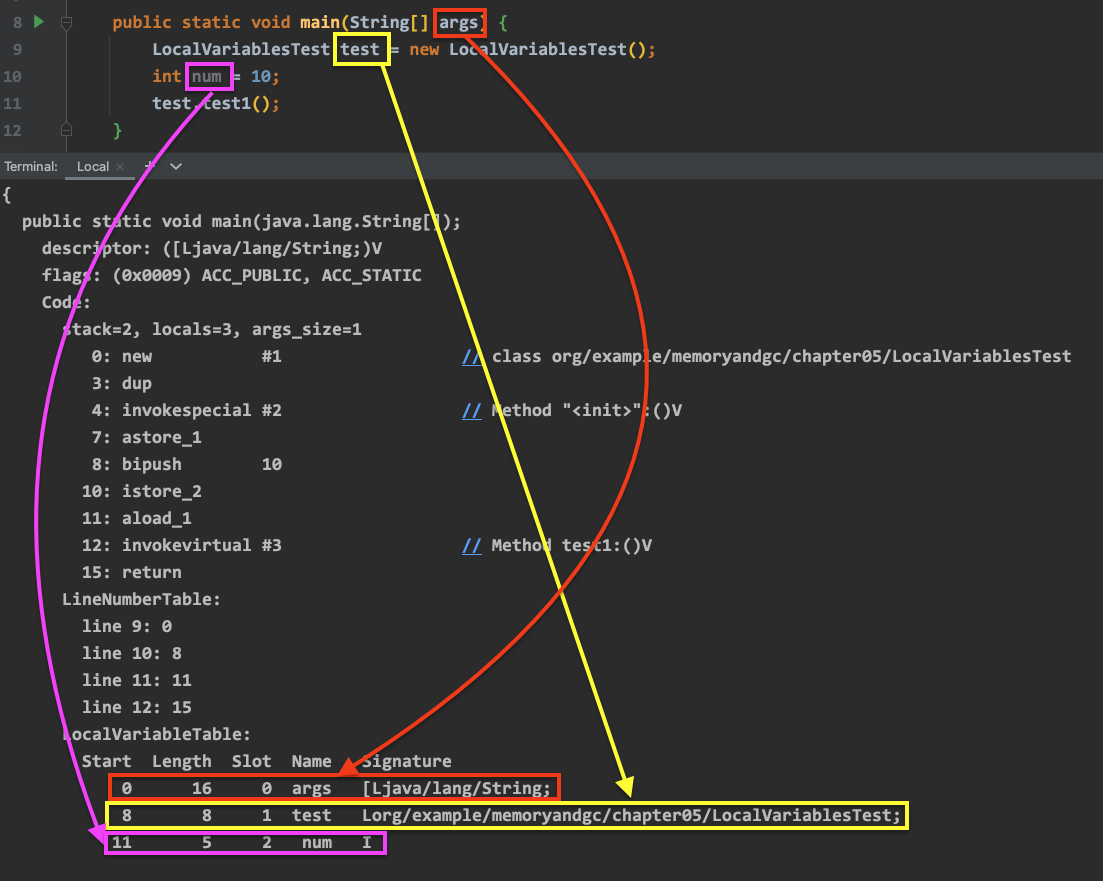 8 public static void main(String[] args) {
9 LocalVariablesTest test = new LocalVariablesTest();
10 int num = 10;
11 test.test1();
12 }
Terminal: Local × +
{
public static void main(java.lang.String[]);
descriptor: ([Ljava/lang/String;)V
flags: (0x0009) ACC_PUBLIC, ACC_STATIC
Code:
stack=2, locals=3, args_size=1
0: new #1 // class org/example/memoryandgc/chapter05/LocalVariablesTest
3: dup
4: invokespecial #2 // Method "<init>":()V
7: astore_1
8: bipush 10
10: istore_2
11: aload_1
12: invokevirtual #3 // Method test1:()V
15: return
LineNumberTable:
line 9: 0
line 10: 8
line 11: 11
line 12: 15
LocalVariableTable:
Start Length Slot Name Signature
0 16 0 args [Ljava/lang/String;
8 8 1 test Lorg/example/memoryandgc/chapter05/LocalVariablesTest;
11 5 2 num I